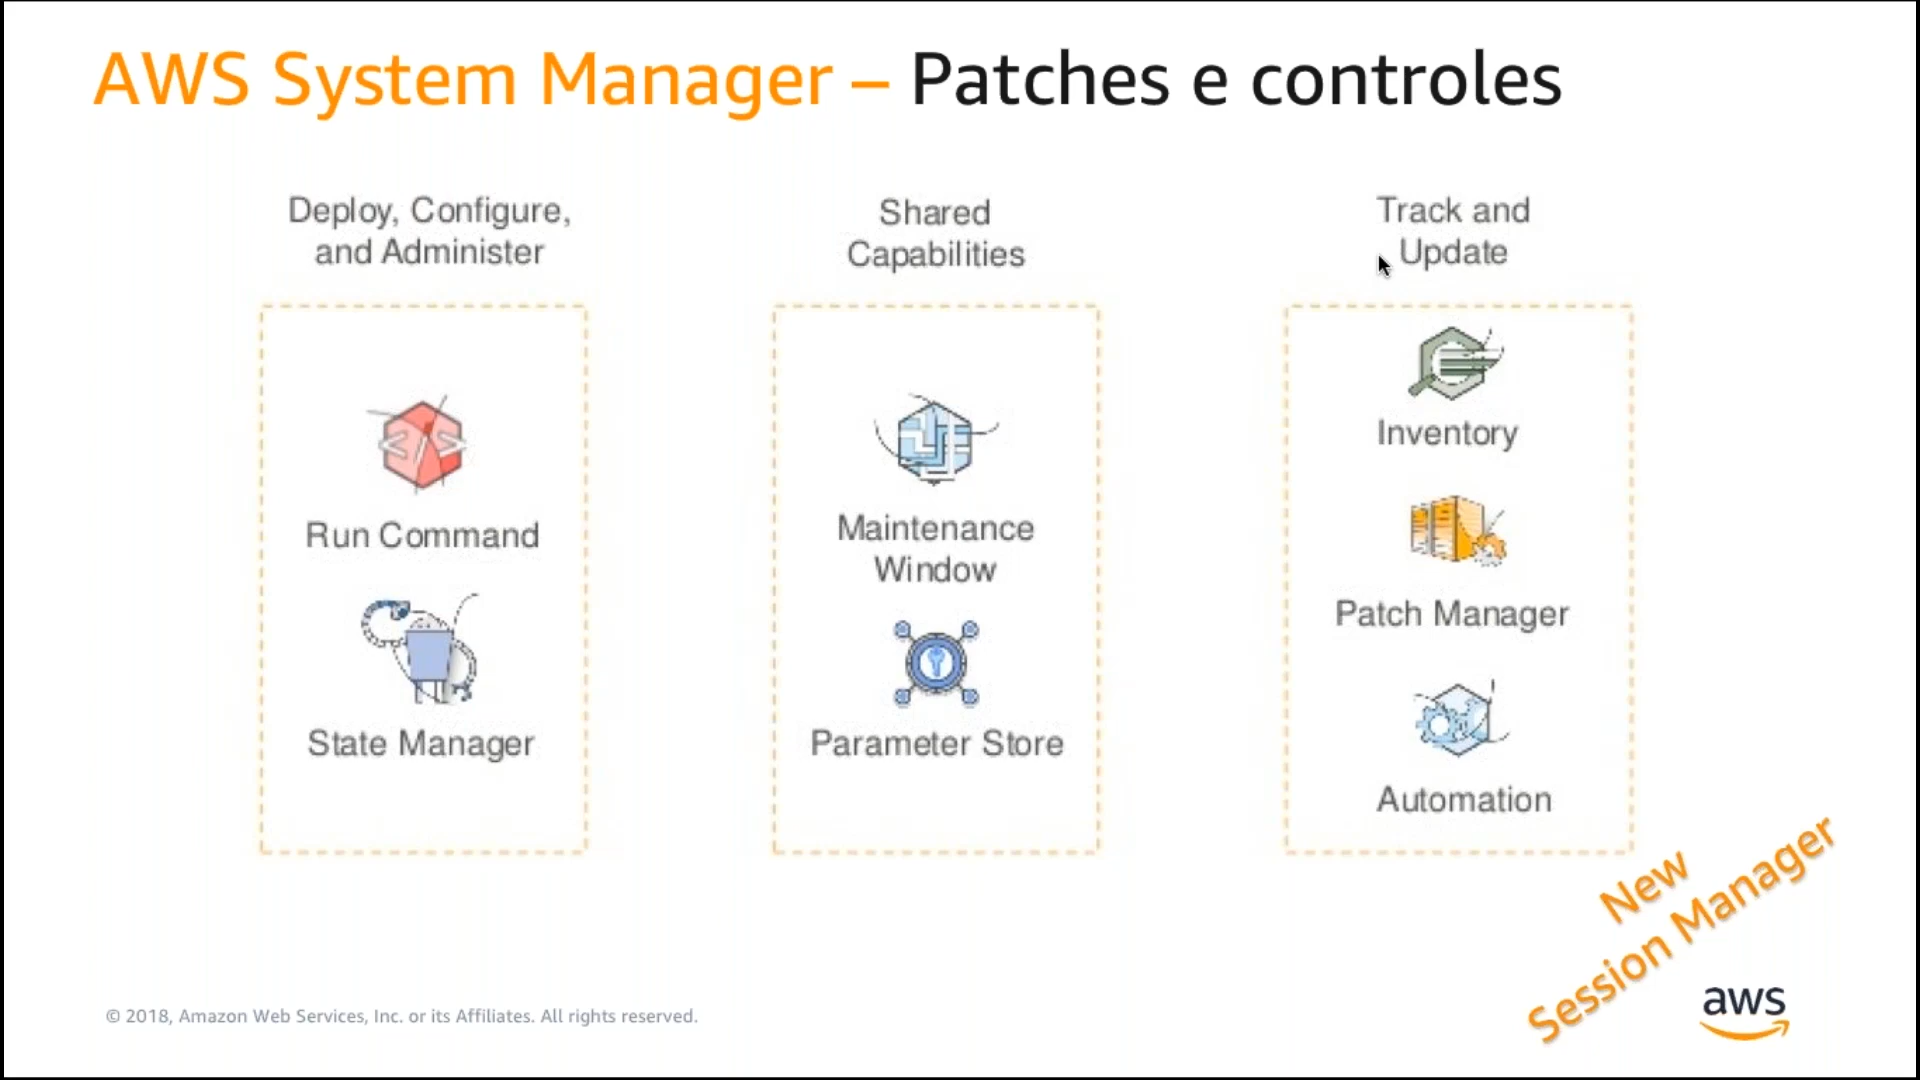 AWS System Manager – Patches e controles
Deploy, Configure,
and Administer
Run Command
State Manager
Shared
Capabilities
Maintenance
Window
Parameter Store
Track and
Update
Inventory
Patch Manager
Automation
New
Session Manager
© 2018, Amazon Web Services, Inc. or its Affiliates. All rights reserved.
aws